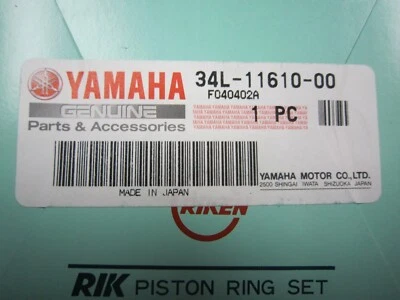 YAMAHA 34L-11610-00
F040402A
GENUINE
Parts & Accessories
1 PC
MADE IN JAPAN
YAMAHA MOTOR CO.,LTD.
2500 SHINGAI IWATA SHIZUOKA JAPAN
RIKEN
RIK PISTON RING SET